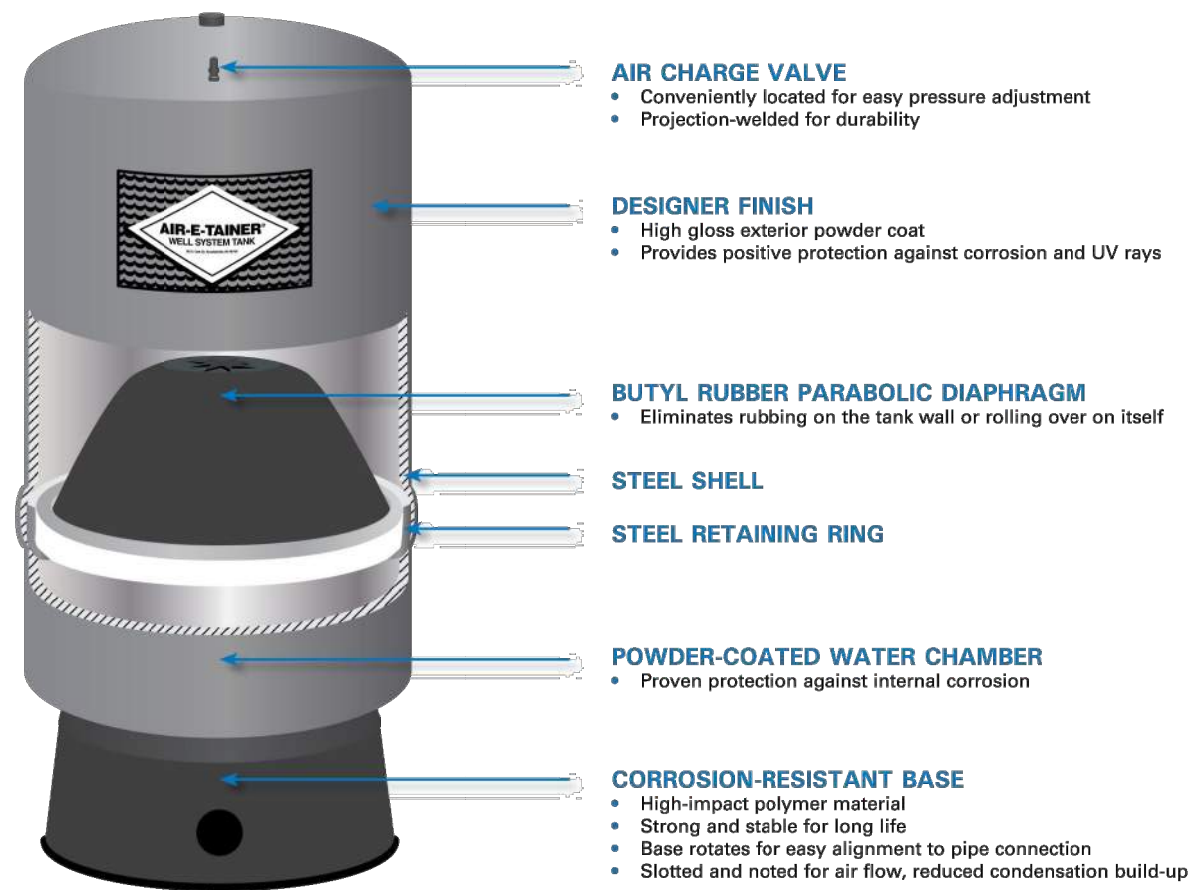 AIR CHARGE VALVE
• Conveniently located for easy pressure adjustment
• Projection-welded for durability
AIR-E-TAINER®
WELL SYSTEM TANK
DESIGNER FINISH
• High gloss exterior powder coat
• Provides positive protection against corrosion and UV rays
BUTYL RUBBER PARABOLIC DIAPHRAGM
• Eliminates rubbing on the tank wall or rolling over on itself
STEEL SHELL
STEEL RETAINING RING
POWDER-COATED WATER CHAMBER
• Proven protection against internal corrosion
CORROSION-RESISTANT BASE
• High-impact polymer material
• Strong and stable for long life
• Base rotates for easy alignment to pipe connection
• Slotted and noted for air flow, reduced condensation build-up